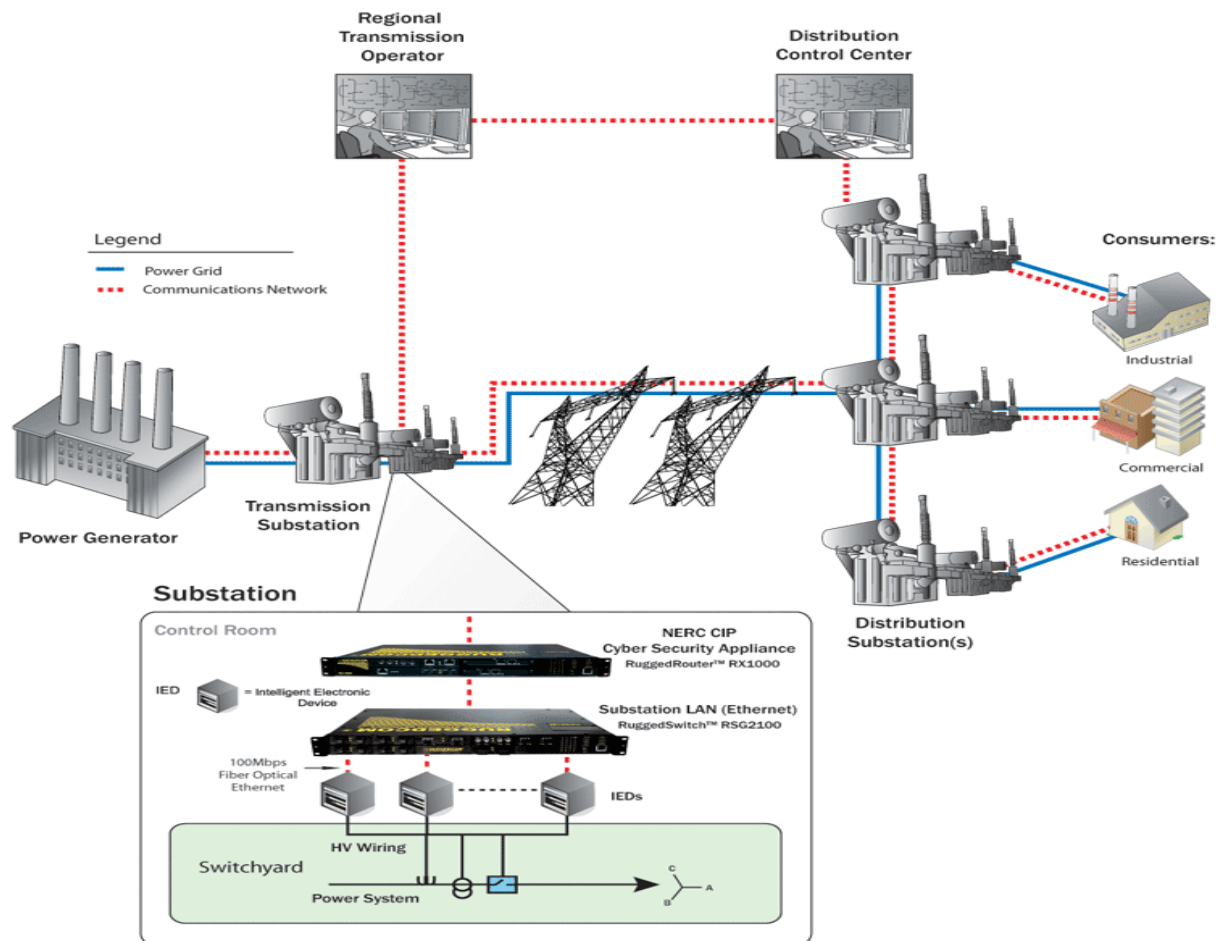 Regional
Transmission
Operator
Distribution
Control Center
Legend
Power Grid
Communications Network
Consumers:
Industrial
Commercial
Residential
Power Generator
Transmission
Substation
Distribution
Substation(s)
Substation
Control Room
NERC CIP
Cyber Security Appliance
RuggedRouter™ RX1000
IED
= Intelligent Electronic
Device
Substation LAN (Ethernet)
RuggedSwitch™ RSG2100
RUGGEDCOM
100Mbps
Fiber Optical
Ethernet
IEDs
HV Wiring
Switchyard
Power System
C
A
B